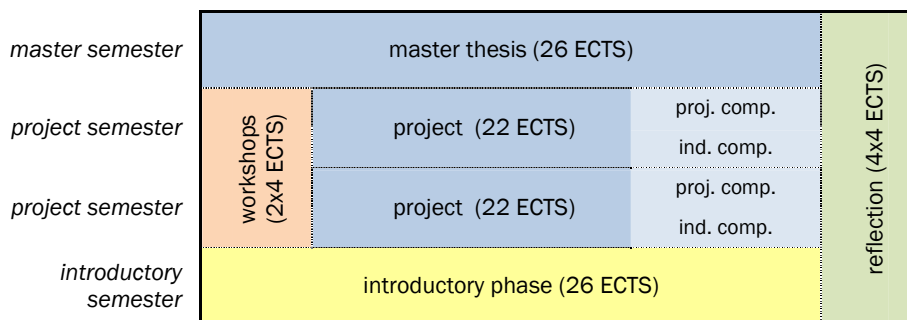 master semester
master thesis (26 ECTS)
project semester
project (22 ECTS)
proj. comp.
ind. comp.
project semester
project (22 ECTS)
proj. comp.
ind. comp.
workshops
(2x4 ECTS)
introductory
semester
introductory phase (26 ECTS)
reflection (4x4 ECTS)